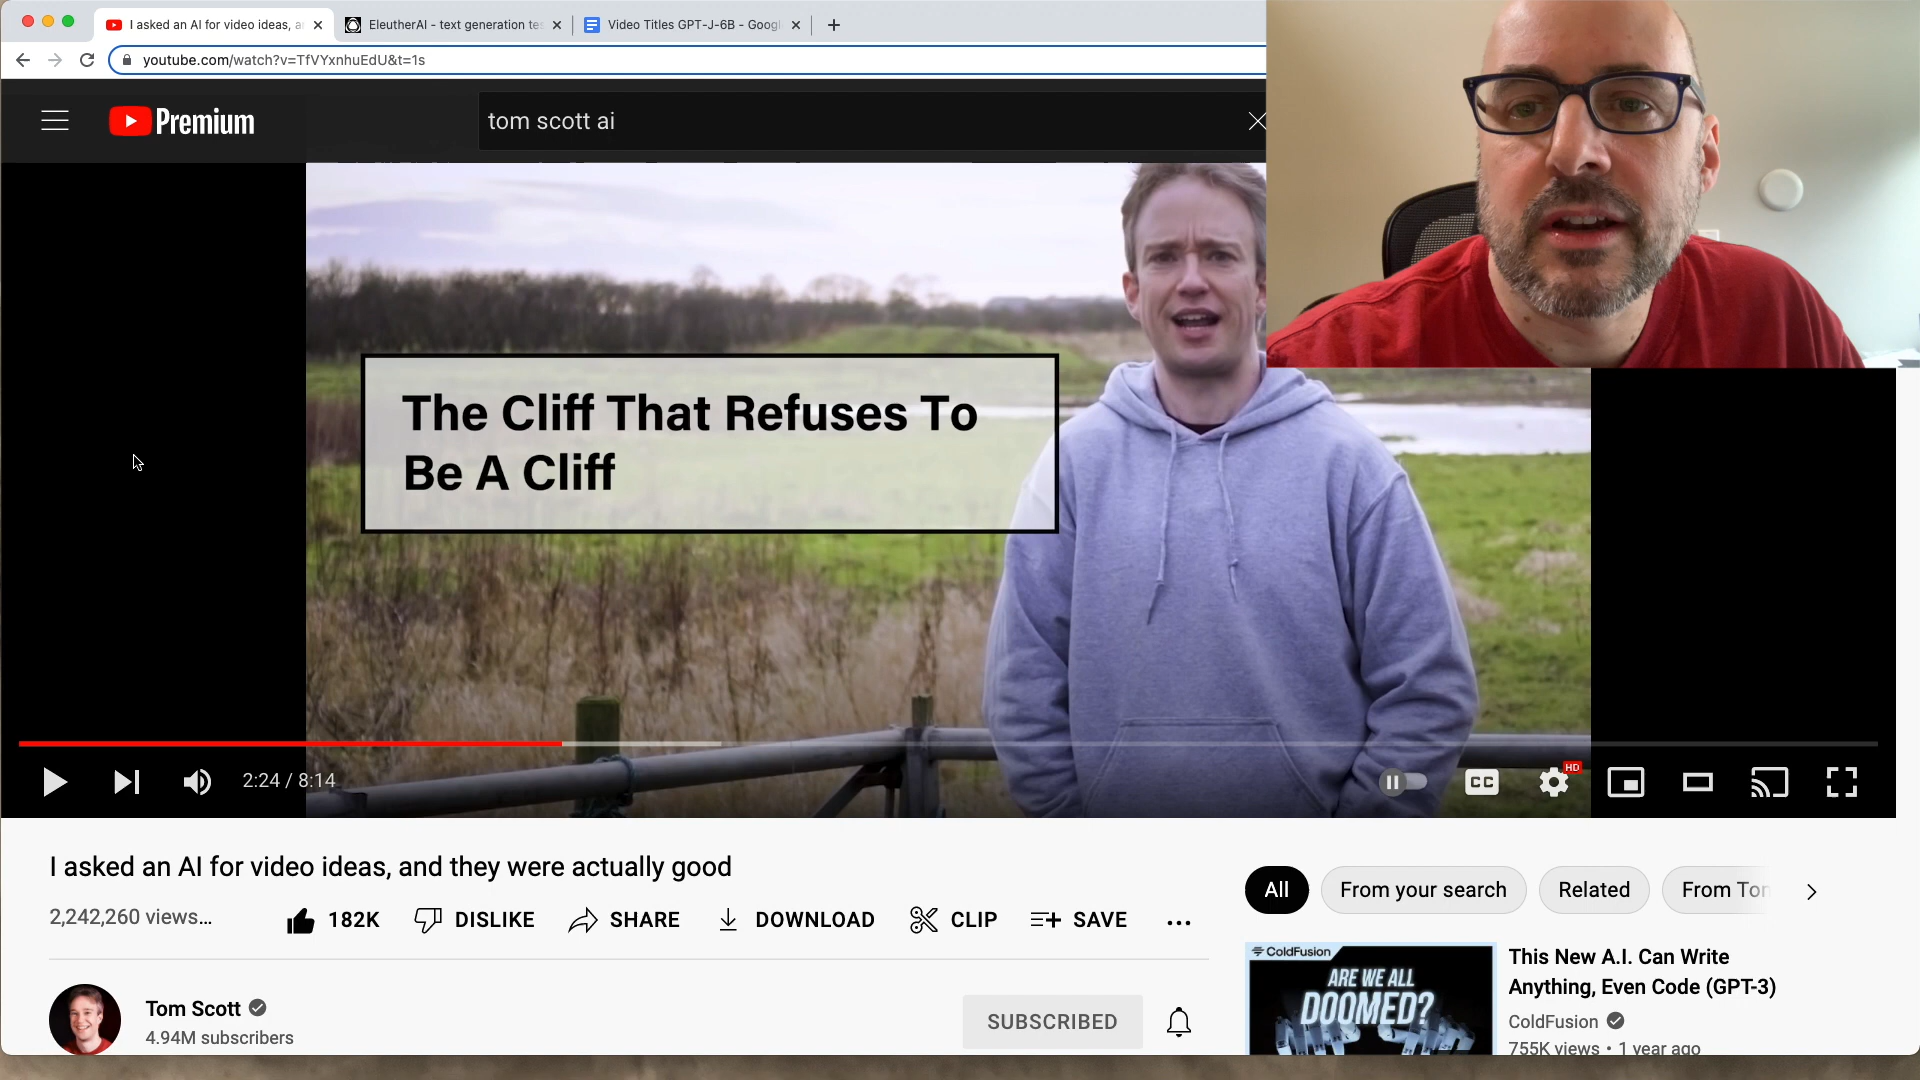 I asked an AI for video ideas, a
EleutherAI - text generation te
Video Titles GPT-J-6B - Googl
youtube.com/watch?v=TfVYxnhuEdU&t=1s
Premium
tom scott ai
The Cliff That Refuses To
Be A Cliff
2:24 / 8:14
CC
HD
I asked an AI for video ideas, and they were actually good
2,242,260 views...
182K
DISLIKE
SHARE
DOWNLOAD
CLIP
SAVE
Tom Scott
4.94M subscribers
SUBSCRIBED
All
From your search
Related
From Tom
ColdFusion
ARE WE ALL
DOOMED?
This New A.I. Can Write
Anything, Even Code (GPT-3)
ColdFusion
755K views • 1 year ago